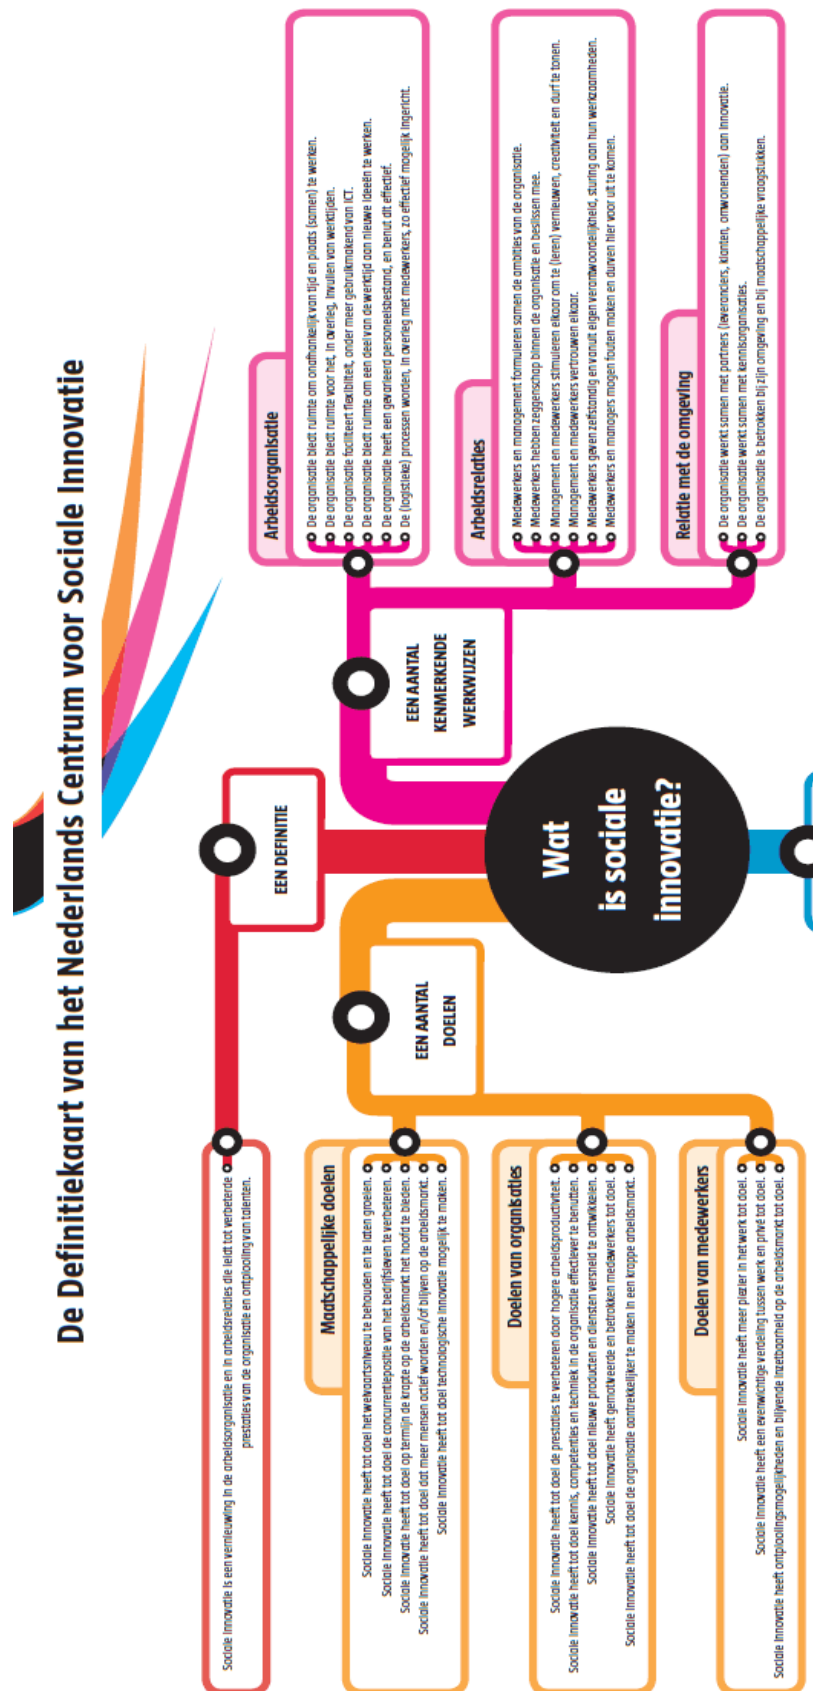 De Definitiekaart van het Nederlands Centrum voor Sociale Innovatie
Wat
is sociale
innovatie?
EEN DEFINITIE
Sociale innovatie is een vernieuwing in de arbeidsorganisatie en in arbeidsrelaties die leidt tot verbeterde
prestaties van de organisatie en ontplooiing van talenten.
EEN AANTAL
DOELEN
Maatschappelijke doelen
Sociale innovatie heeft tot doel het welvaartsniveau te behouden en te laten groeien.
Sociale innovatie heeft tot doel de concurrentiepositie van het bedrijfsleven te verbeteren.
Sociale innovatie heeft tot doel op termijn de krapte op de arbeidsmarkt het hoofd te bieden.
Sociale innovatie heeft tot doel dat meer mensen actief worden en/of blijven op de arbeidsmarkt.
Sociale innovatie heeft tot doel technologische innovatie mogelijk te maken.
Doelen van organisaties
Sociale innovatie heeft tot doel de prestaties te verbeteren door hogere arbeidsproductiviteit.
Sociale innovatie heeft tot doel kennis, competenties en techniek in de organisatie effectiever te benutten.
Sociale innovatie heeft tot doel nieuwe producten en diensten versneld te ontwikkelen.
Sociale innovatie heeft gemotiveerde en betrokken medewerkers tot doel.
Sociale innovatie heeft tot doel de organisatie aantrekkelijker te maken in een krappe arbeidsmarkt.
Doelen van medewerkers
Sociale innovatie heeft meer plezier in het werk tot doel.
Sociale innovatie heeft een evenwichtige verdeling tussen werk en privé tot doel.
Sociale innovatie heeft ontplooiingsmogelijkheden en blijvende inzetbaarheid op de arbeidsmarkt tot doel.
EEN AANTAL
KENMERKENDE
WERKWIJZEN
Arbeidsorganisatie
De organisatie biedt ruimte om onafhankelijk van tijd en plaats (samen) te werken.
De organisatie biedt ruimte voor het, in overleg, invullen van werktijden.
De organisatie faciliteert flexibiliteit, onder meer gebruikmakend van ICT.
De organisatie biedt ruimte om een deel van de werktijd aan nieuwe ideeën te werken.
De organisatie heeft een gevarieerd personeelsbestand, en benut dit effectief.
De (logistieke) processen worden, in overleg met medewerkers, zo effectief mogelijk ingericht.
Arbeidsrelaties
Medewerkers en management formuleren samen de ambities van de organisatie.
Medewerkers hebben zeggenschap binnen de organisatie en beslissen mee.
Management en medewerkers stimuleren elkaar om te (leren) vernieuwen, creativiteit en durf te tonen.
Management en medewerkers vertrouwen elkaar.
Medewerkers geven zelfstandig en vanuit eigen verantwoordelijkheid, sturing aan hun werkzaamheden.
Medewerkers en managers mogen fouten maken en durven hier voor uit te komen.
Relatie met de omgeving
De organisatie werkt samen met partners (leveranciers, klanten, omwonenden) aan innovatie.
De organisatie werkt samen met kennisorganisaties.
De organisatie is betrokken bij zijn omgeving en bij maatschappelijke vraagstukken.